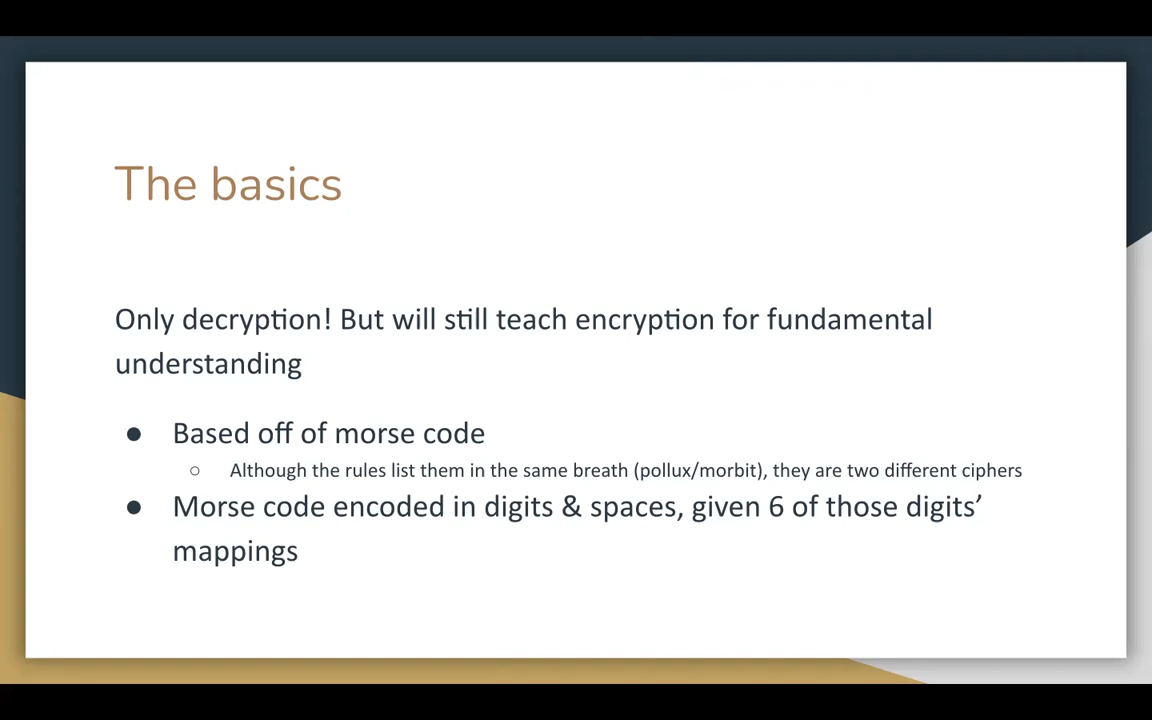 The basics
Only decryption! But will still teach encryption for fundamental
understanding
● Based off of morse code
○ Although the rules list them in the same breath (pollux/morbit), they are two different ciphers
● Morse code encoded in digits & spaces, given 6 of those digits’
mappings